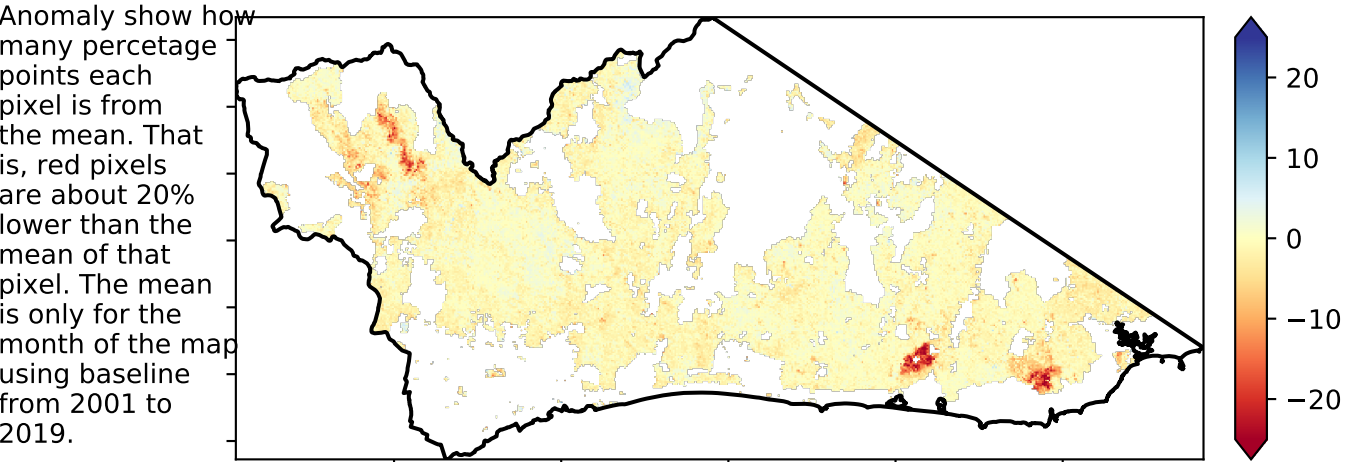 Anomaly show how
many percetage
points each
pixel is from
the mean. That
is, red pixels
are about 20%
lower than the
mean of that
pixel. The mean
is only for the
month of the map
using baseline
from 2001 to
2019.
20
10
0
−10
−20